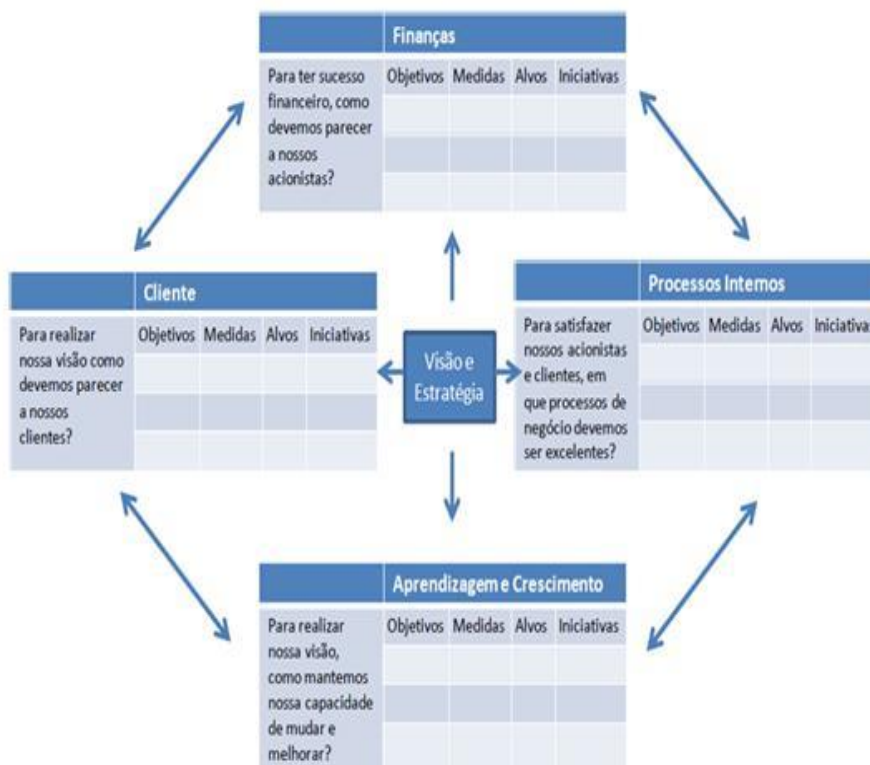 Finanças
Para ter sucesso
financeiro, como
devemos parecer
a nossos
acionistas?
Objetivos Medidas Alvos Iniciativas
Cliente
Para realizar
nossa visão como
devemos parecer
a nossos
clientes?
Objetivos Medidas Alvos Iniciativas
Visão e
Estratégia
Processos Internos
Para satisfazer
nossos acionistas
e clientes, em
que processos de
negócio devemos
ser excelentes?
Objetivos Medidas Alvos Iniciativas
Aprendizagem e Crescimento
Para realizar
nossa visão,
como mantemos
nossa capacidade
de mudar e
melhorar?
Objetivos Medidas Alvos Iniciativas